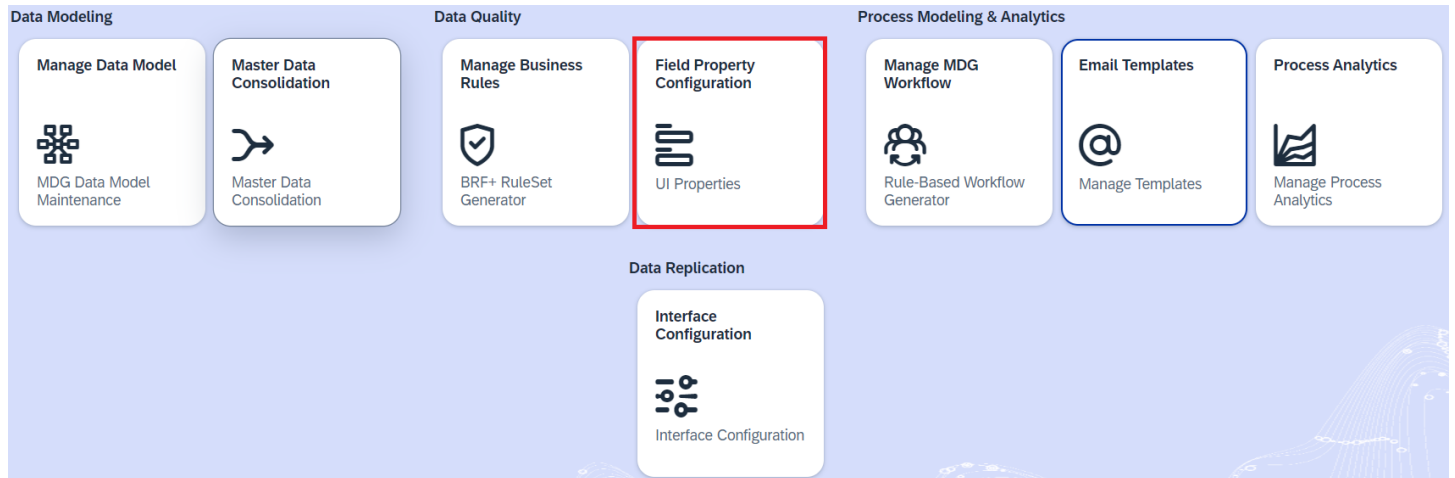 Data Modeling
Manage Data Model
MDG Data Model
Maintenance
Master Data
Consolidation
Master Data
Consolidation
Data Quality
Manage Business
Rules
BRF+ RuleSet
Generator
Field Property
Configuration
UI Properties
Process Modeling & Analytics
Manage MDG
Workflow
Rule-Based Workflow
Generator
Email Templates
Manage Templates
Process Analytics
Manage Process
Analytics
Data Replication
Interface
Configuration
Interface Configuration